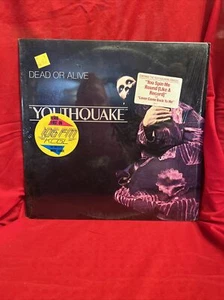 DEAD OR ALIVE
"You Spin Me
Round (Like A
Record)"
YOUTHQUAKE
106 FM